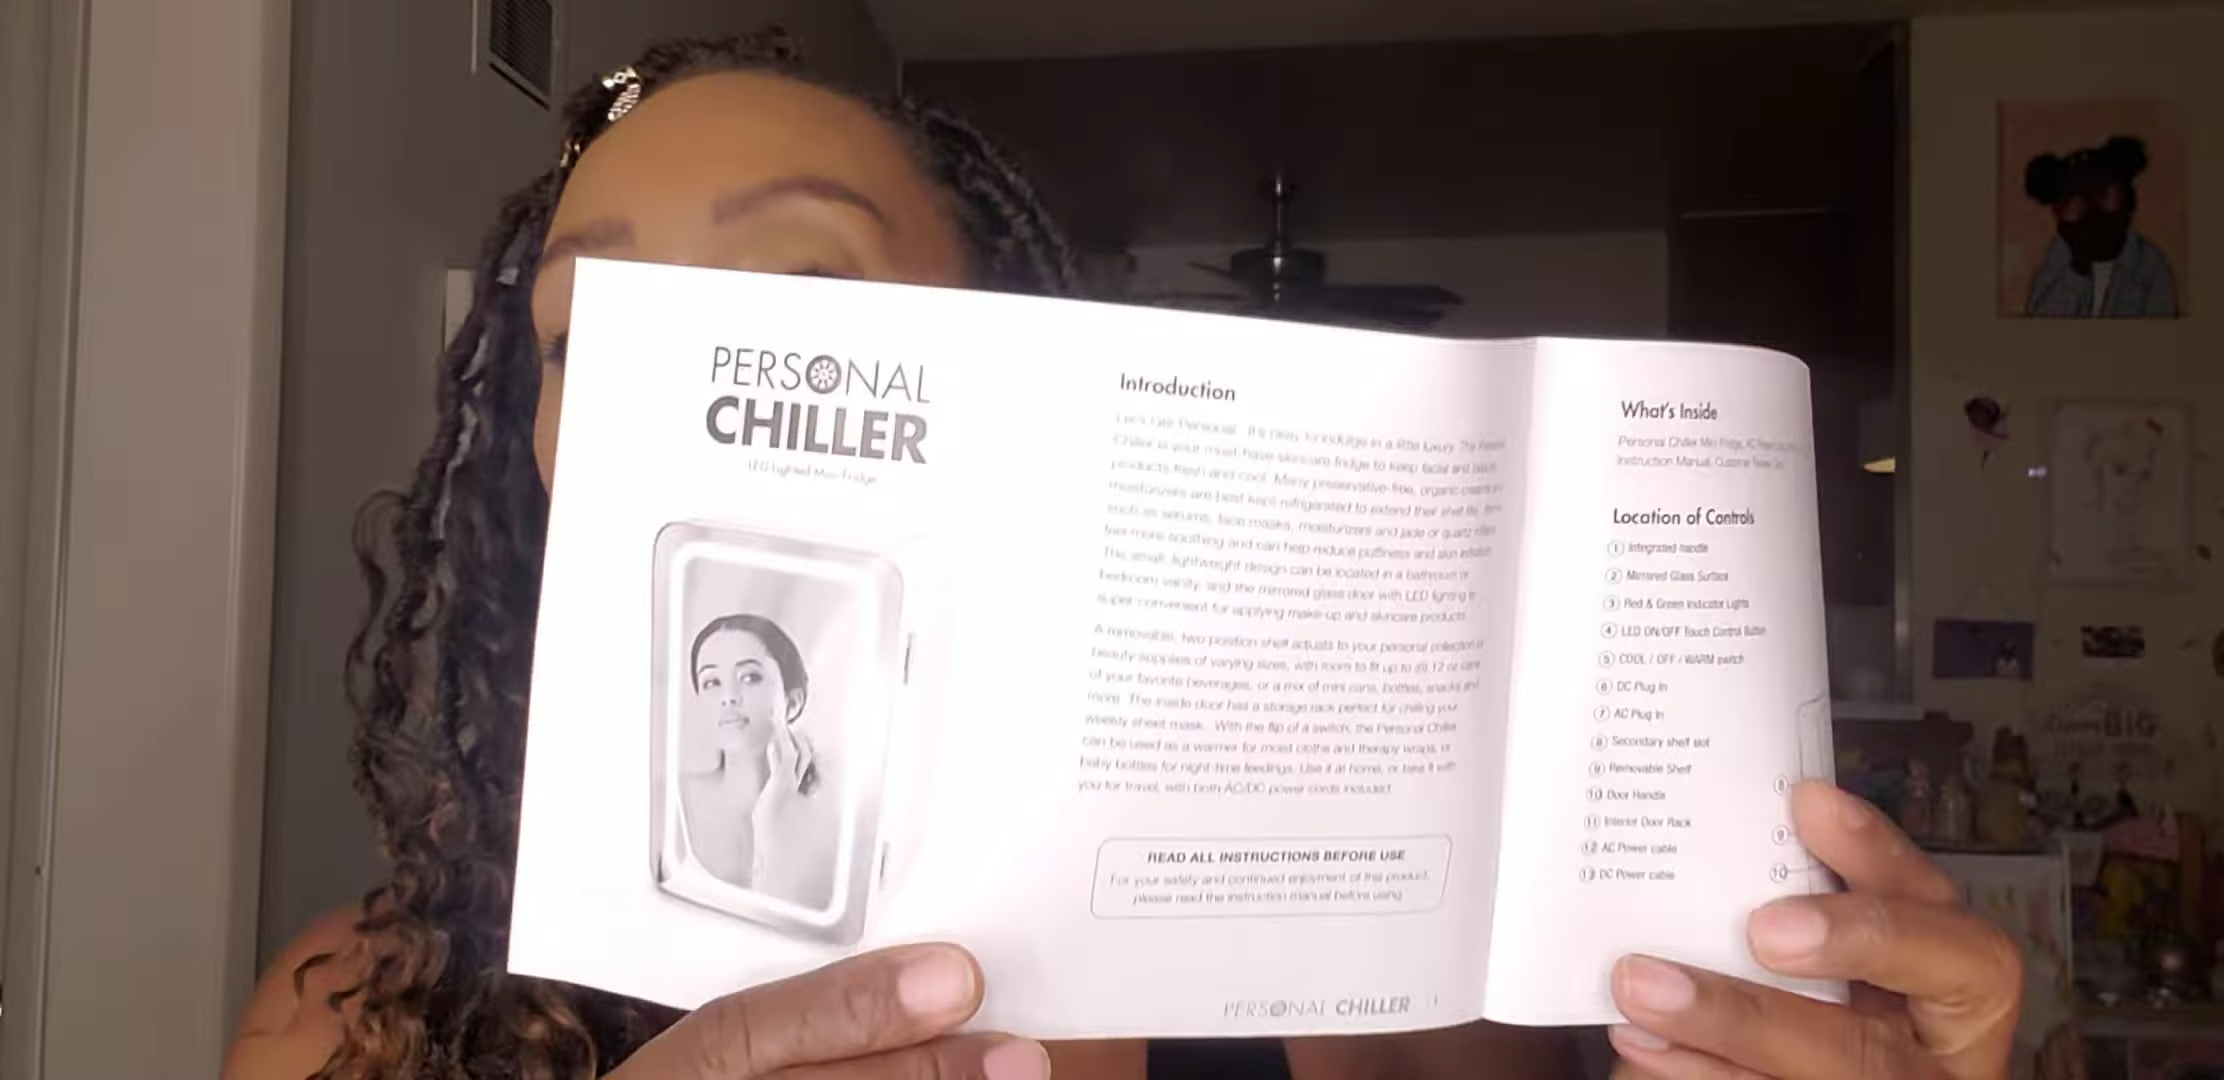 PERSONAL
CHILLER
LED Lighted Mini Fridge
Introduction
Let's Get Personal. It's okay to indulge in a little luxury. The
Chiller is your must have skincare fridge to keep facial and
products fresh and cool. Many preservative-free, organic
moisturizers are best kept refrigerated to extend their shelf life.
such as serums, face masks, moisturizers and jade or quartz
feel more soothing and can help reduce puffiness and skin
The small, lightweight design can be located in a bathroom or
bedroom vanity, and the mirrored glass door with LED lighting is
super convenient for applying make-up and skincare products.
A removable, two position shelf adjusts to your personal collection of
beauty supplies of varying sizes, with room to fit up to (6) 12 oz cans
of your favorite beverages, or a mix of mini cans, bottles, snacks and
more. The inside door has a storage rack perfect for chilling your
weekly sheet mask. With the flip of a switch, the Personal Chiller
can be used as a warmer for moist cloths and therapy wraps, or
baby bottles for night-time feedings. Use it at home, or take it with
you for travel, with both AC/DC power cords included.
READ ALL INSTRUCTIONS BEFORE USE
For your safety and continued enjoyment of this product,
please read the instruction manual before using.
PERSONAL CHILLER 1
What's Inside
Personal Chiller Mini Fridge,
Instruction Manual,
Location of Controls
1 Integrated handle
2 Mirrored Glass Surface
3 Red & Green Indicator Lights
4 LED ON/OFF Touch Control Button
5 COOL / OFF / WARM switch
6 DC Plug In
7 AC Plug In
8 Secondary shelf slot
9 Removable Shelf
10 Door Handle
11 Interior Door Rack
12 AC Power cable
13 DC Power cable
8
9
10
BIG